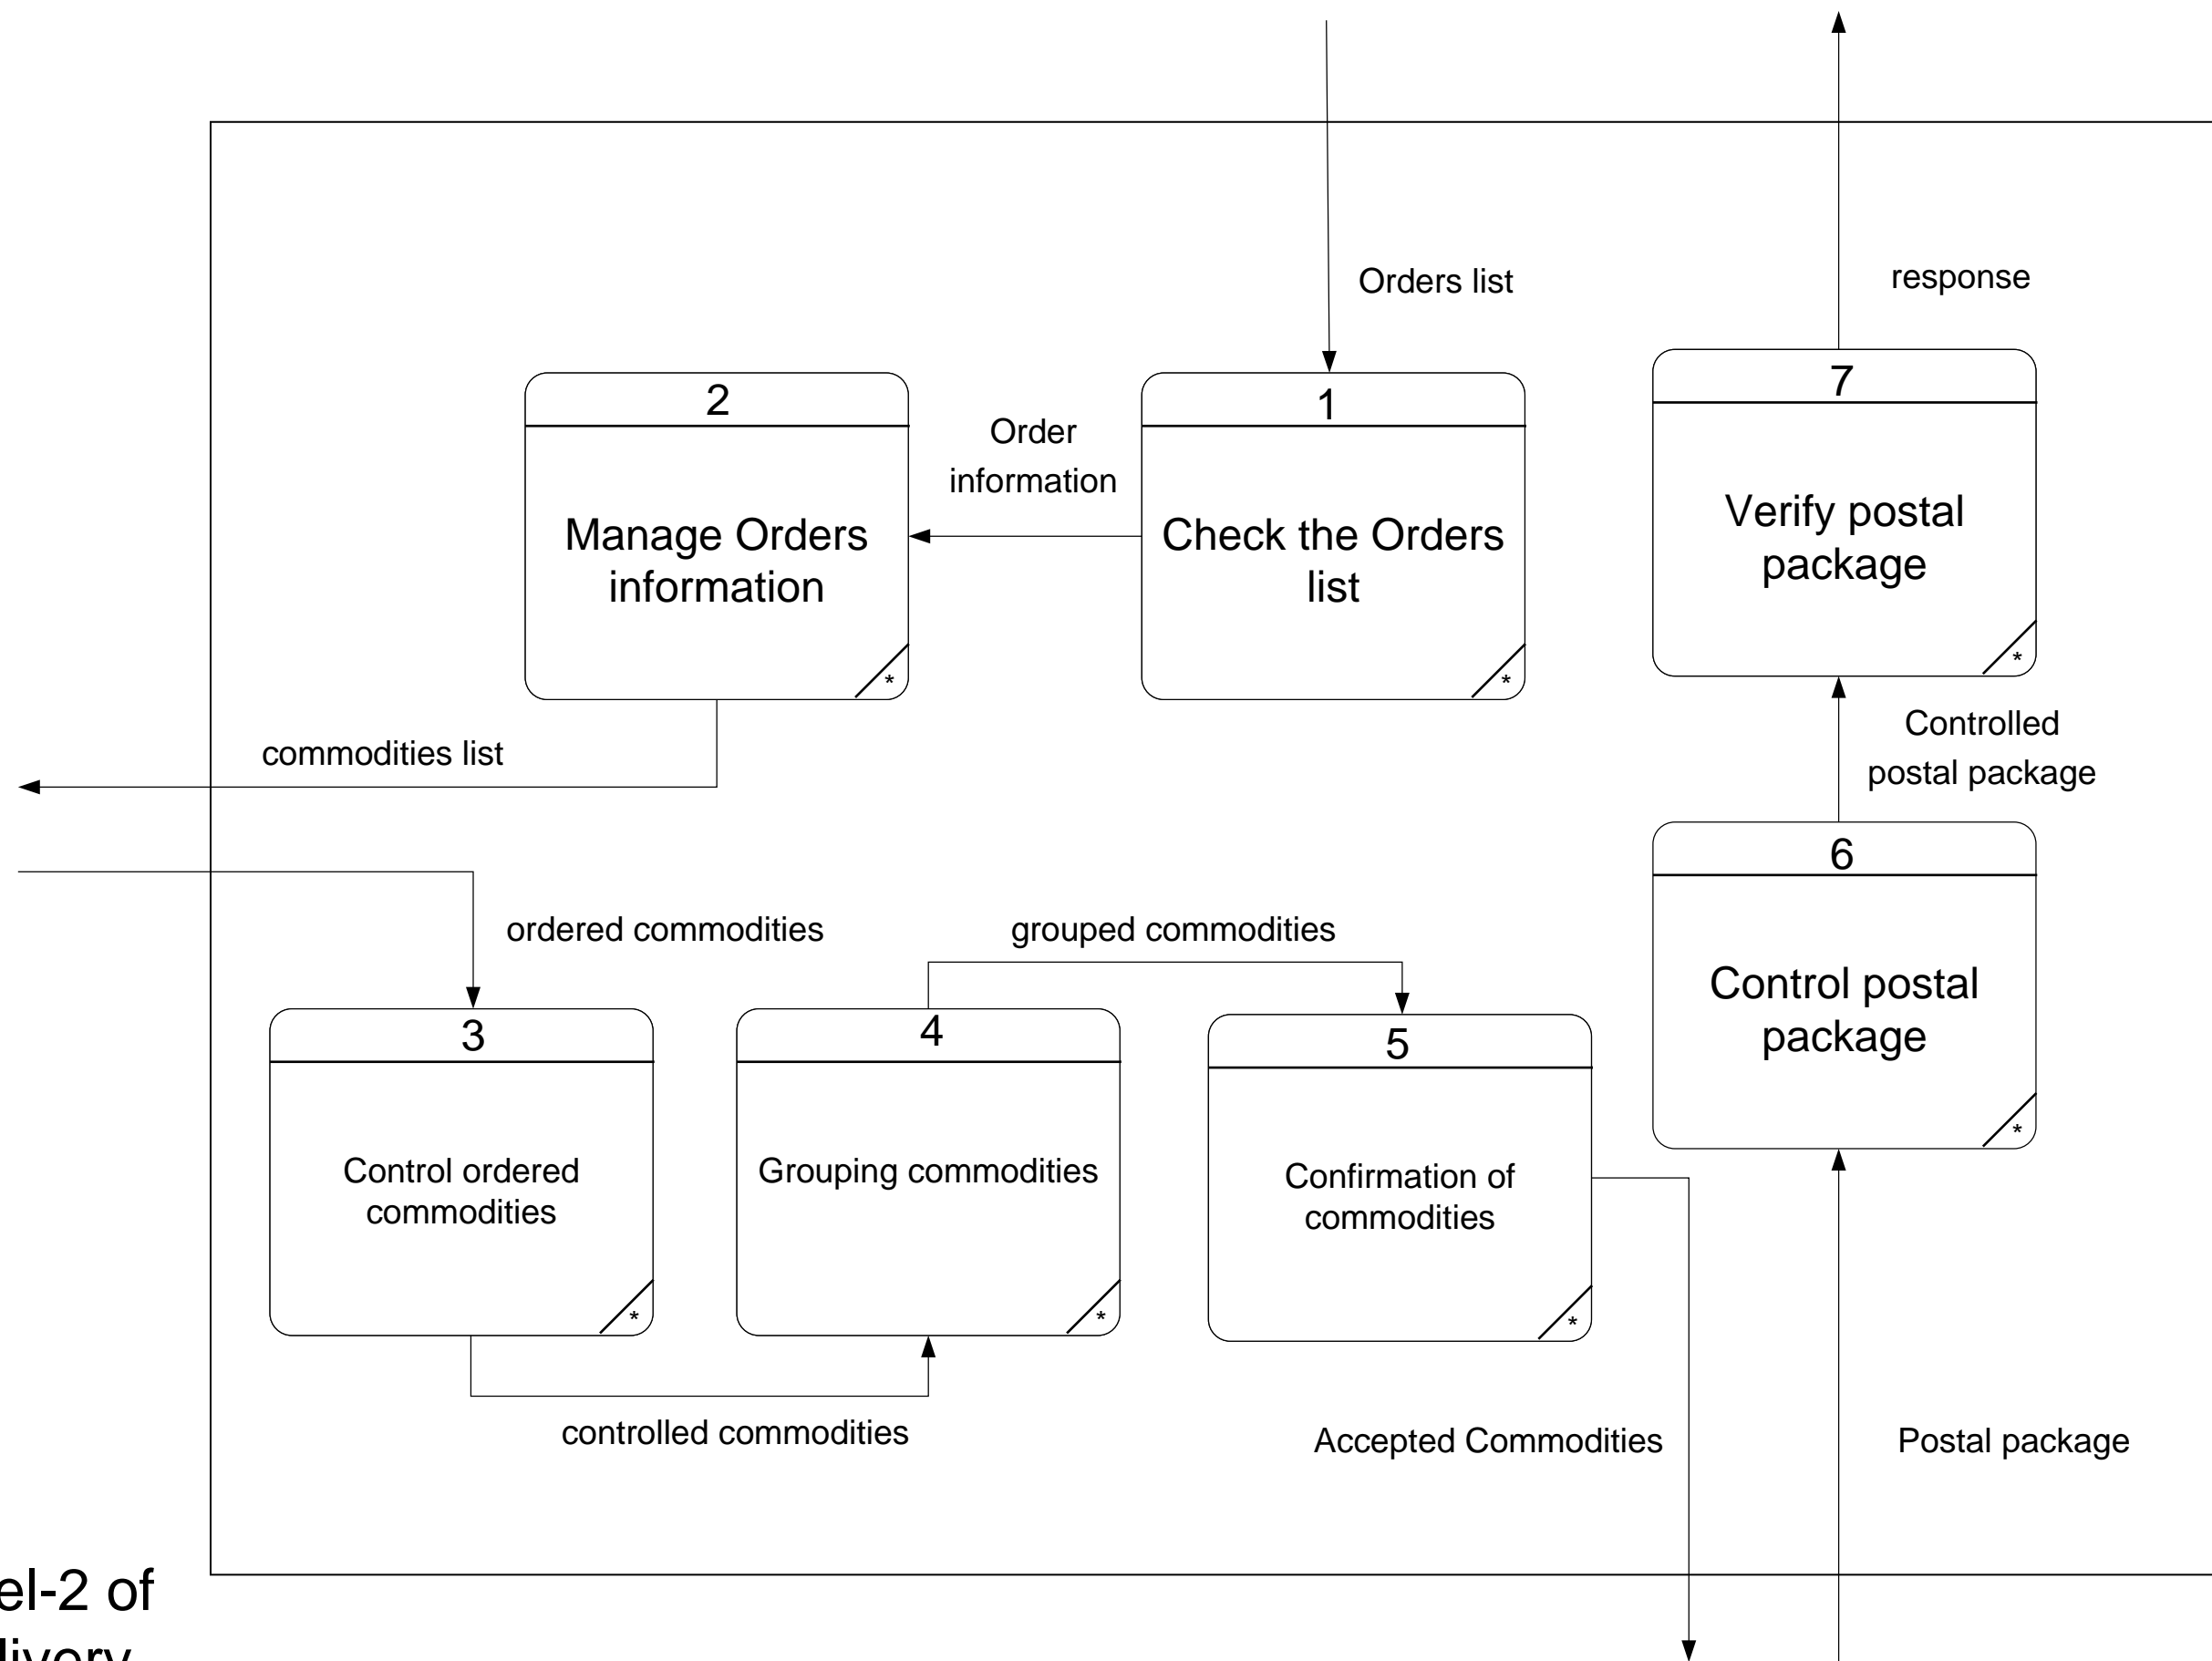 Orders list
response
2
Order
information
Manage Orders
information
*
1
Check the Orders
list
*
7
Verify postal
package
*
commodities list
Controlled
postal package
ordered commodities
grouped commodities
6
Control postal
package
*
3
Control ordered
commodities
*
4
Grouping commodities
*
5
Confirmation of
commodities
*
controlled commodities
Accepted Commodities
Postal package
el-2 of
livery